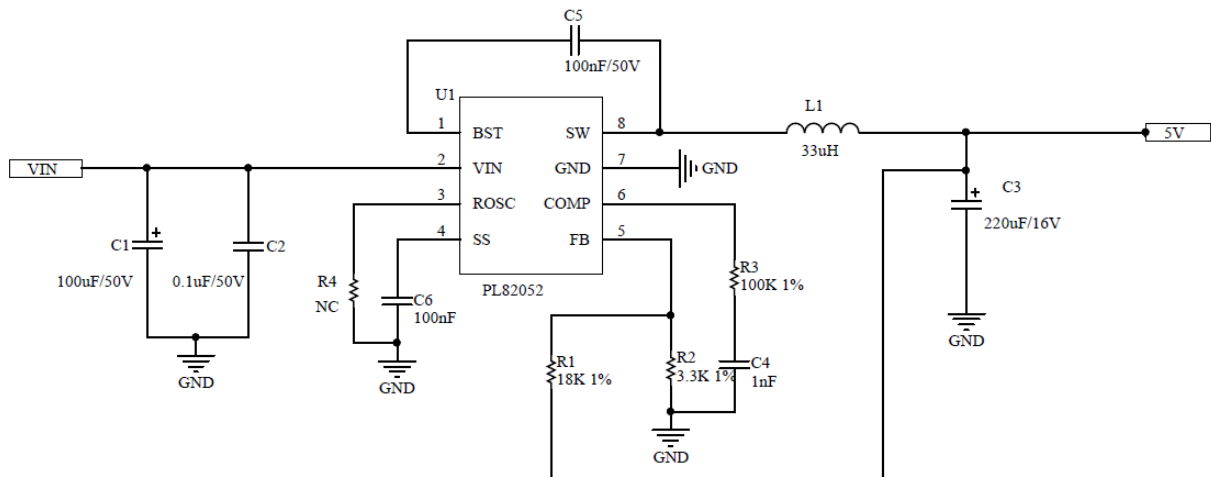 C5
100nF/50V
U1
1
BST
SW
8
L1
33uH
5V
VIN
2
VIN
GND
7
GND
3
ROSC
COMP
6
4
SS
FB
5
C3
220uF/16V
C1
100uF/50V
C2
0.1uF/50V
R4
NC
C6
100nF
PL82052
R3
100K 1%
GND
GND
GND
R1
18K 1%
R2
3.3K 1%
C4
1nF
GND